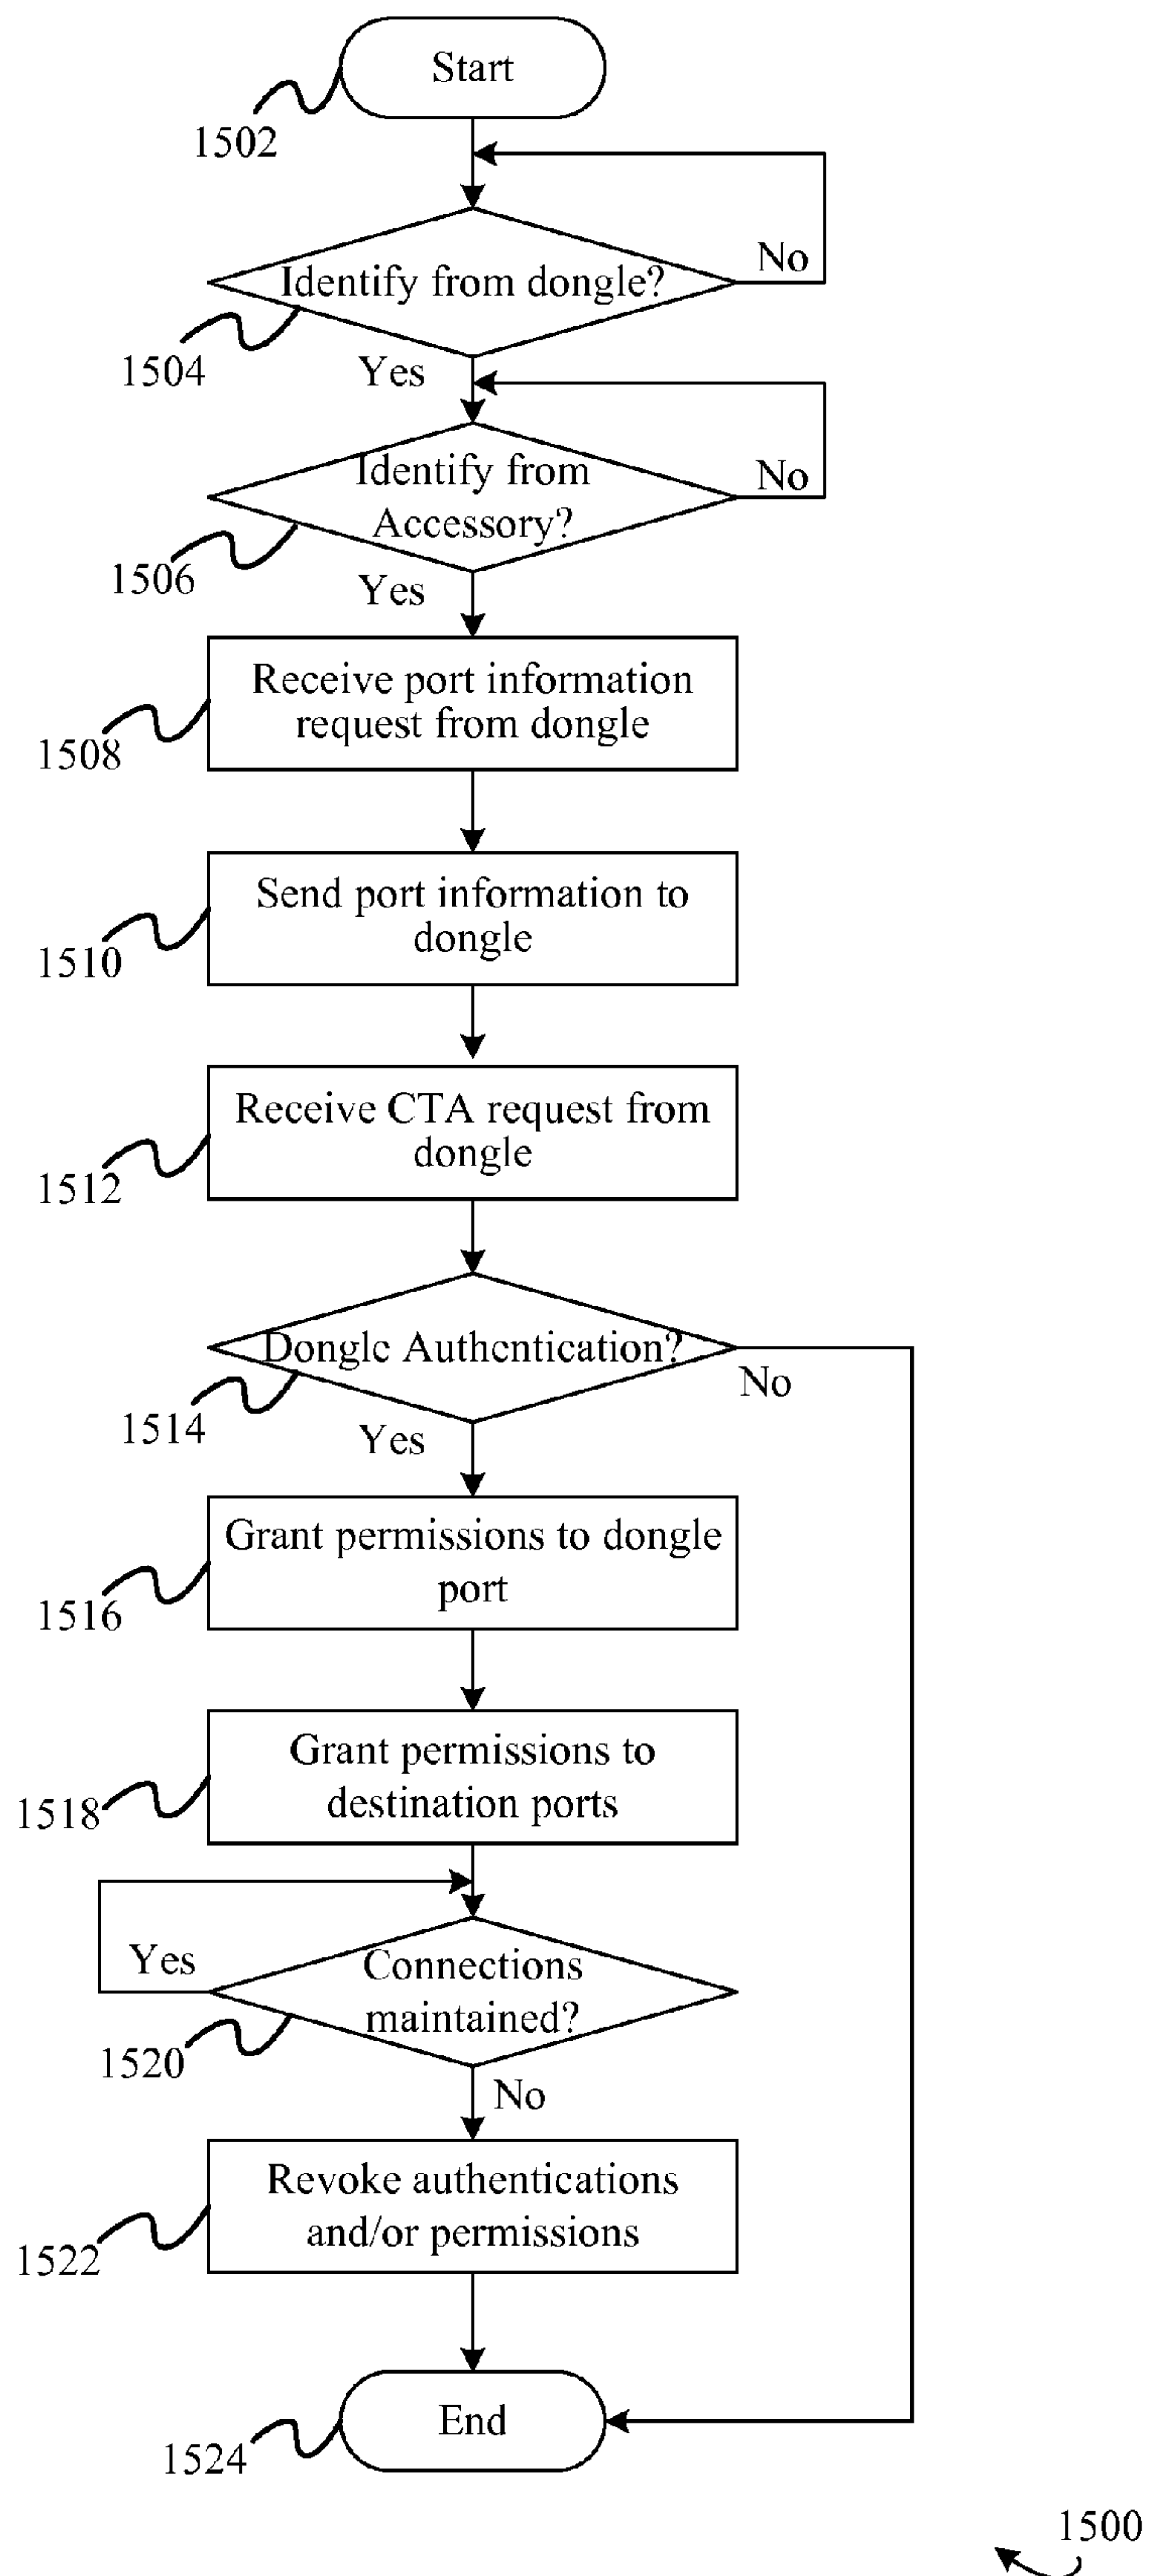 Start
1502
No
Identify from dongle?
1504
Yes
No
Identify from
Accessory?
1506
Yes
Receive port information
request from dongle
1508
Send port information to
dongle
1510
Receive CTA request from
dongle
1512
Dongle Authentication?
No
1514
Yes
Grant permissions to dongle
port
1516
Grant permissions to
destination ports
1518
Yes
Connections
maintained?
1520
No
Revoke authentications
and/or permissions
1522
End
1524
1500